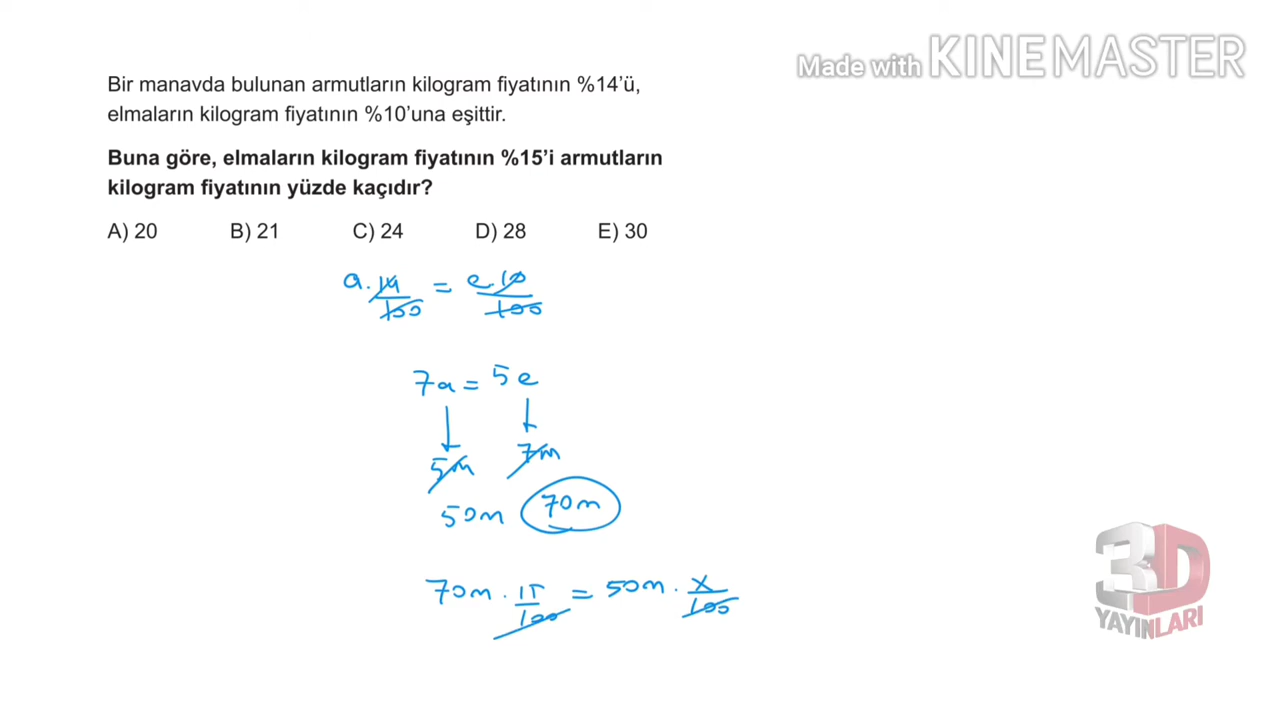 Made with KINEMASTER
Bir manavda bulunan armutların kilogram fiyatının %14'ü,
elmaların kilogram fiyatının %10'una eşittir.
Buna göre, elmaların kilogram fiyatının %15'i armutların
kilogram fiyatının yüzde kaçıdır?
A) 20 B) 21 C) 24 D) 28 E) 30
a . 14/100 = e . 10/100
7a = 5e
5m 7m
50m 70m
70m . 15/100 = 50m . x/100
3D
YAYINLARI